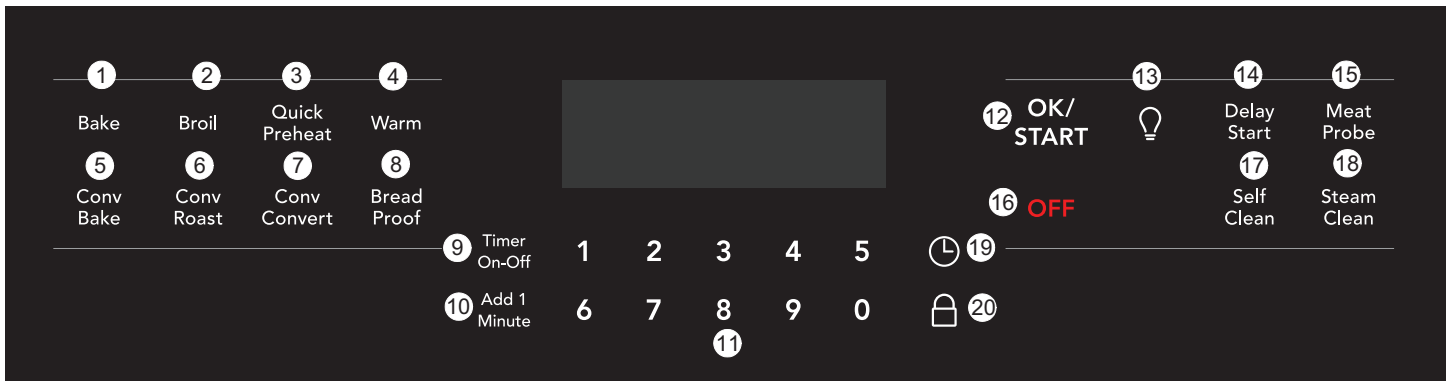 1 2 3 4
Bake Broil Quick Preheat Warm
5 6 7 8
Conv Bake Conv Roast Conv Convert Bread Proof
9 Timer On-Off 1 2 3 4 5
10 Add 1 Minute 6 7 8 9 0
11
13 14 15
12 OK/ START Delay Start Meat Probe
17 18
16 OFF Self Clean Steam Clean
19
20